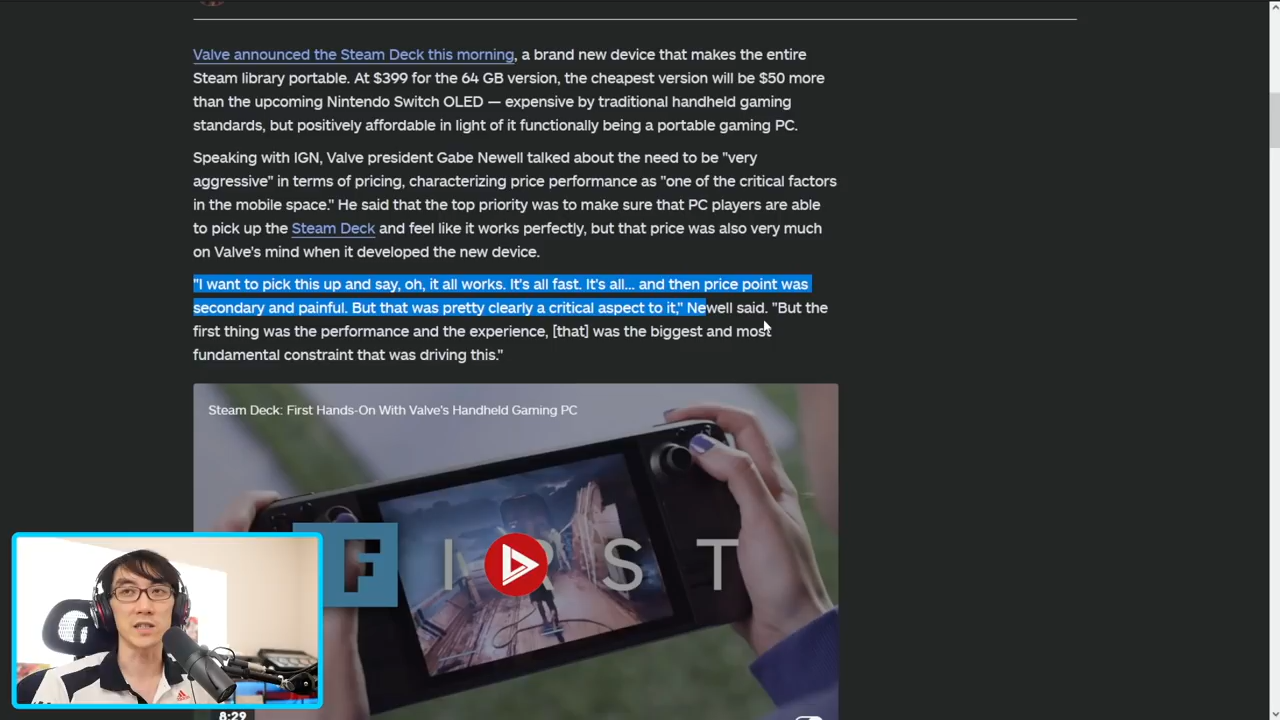 Valve announced the Steam Deck this morning, a brand new device that makes the entire
Steam library portable. At $399 for the 64 GB version, the cheapest version will be $50 more
than the upcoming Nintendo Switch OLED — expensive by traditional handheld gaming
standards, but positively affordable in light of it functionally being a portable gaming PC.
Speaking with IGN, Valve president Gabe Newell talked about the need to be "very
aggressive" in terms of pricing, characterizing price performance as "one of the critical factors
in the mobile space." He said that the top priority was to make sure that PC players are able
to pick up the Steam Deck and feel like it works perfectly, but that price was also very much
on Valve's mind when it developed the new device.
"I want to pick this up and say, oh, it all works. It's all fast. It's all... and then price point was
secondary and painful. But that was pretty clearly a critical aspect to it," Newell said. "But the
first thing was the performance and the experience, [that] was the biggest and most
fundamental constraint that was driving this."
Steam Deck: First Hands-On With Valve's Handheld Gaming PC
FIRST
8:29